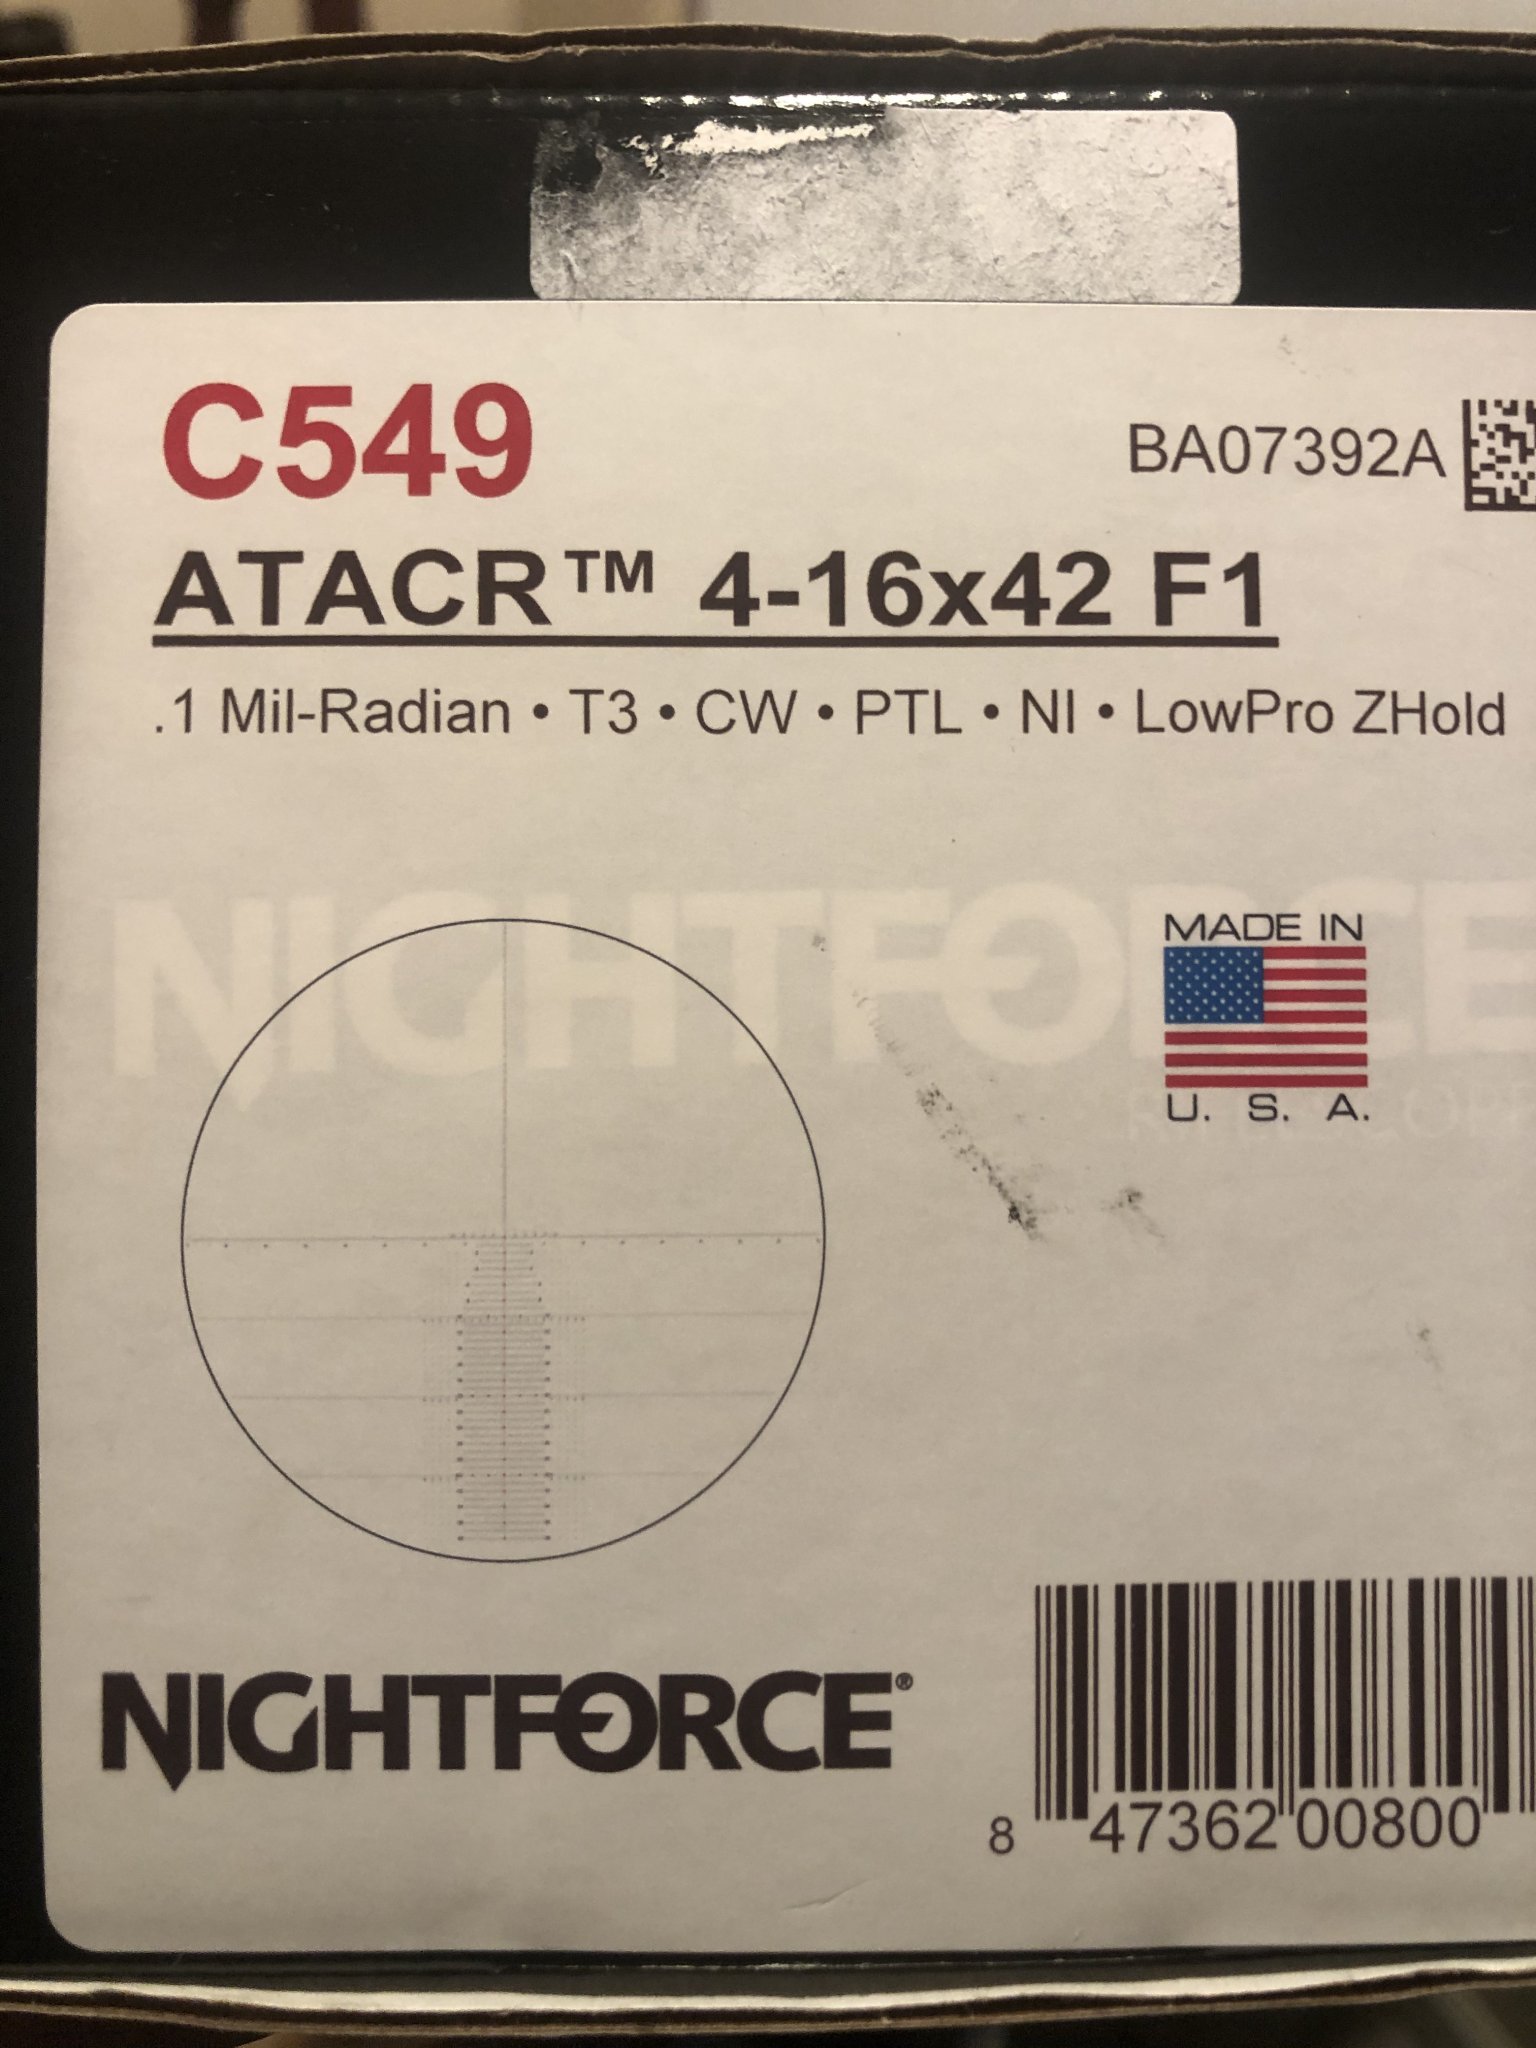 C549
BA07392A
ATACR™ 4-16x42 F1
.1 Mil-Radian • T3 • CW • PTL • NI • LowPro ZHold
NIGHTFORCE
MADE IN
U. S. A.
NIGHTFORCE®
8 47362 00800